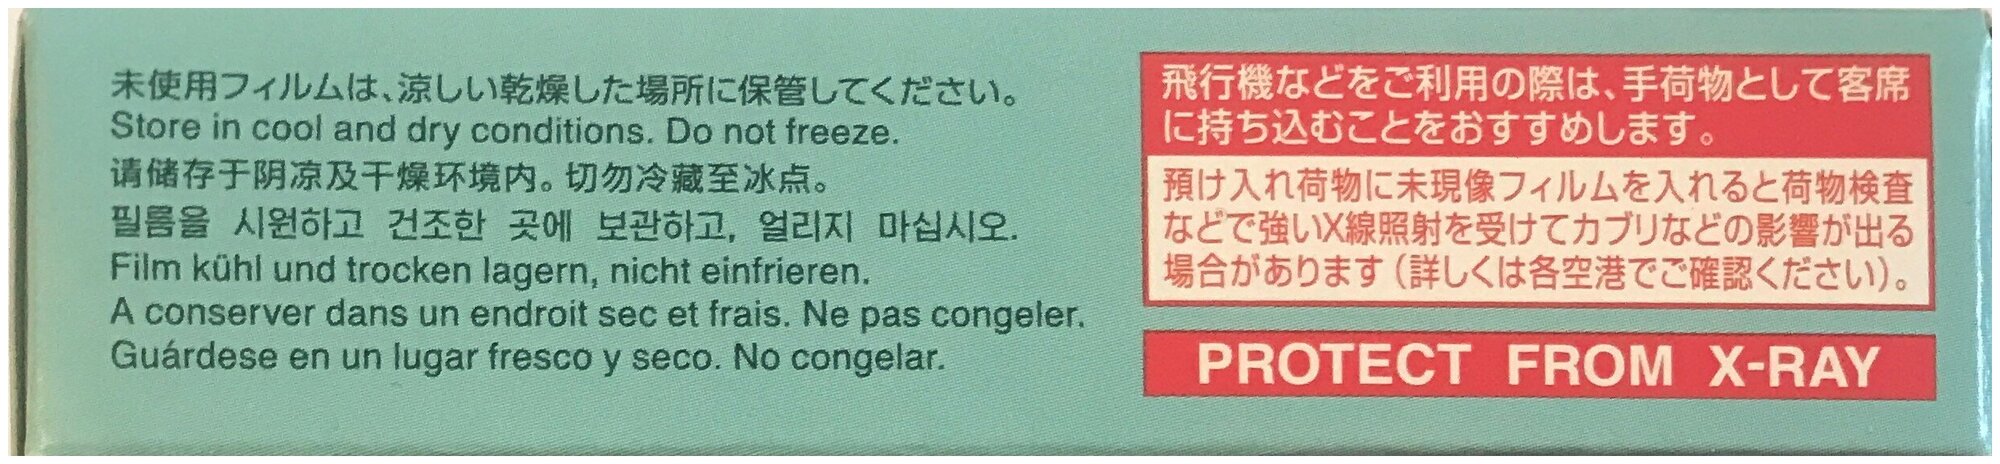 未使用フィルムは、涼しい乾燥した場所に保管してください。
Store in cool and dry conditions. Do not freeze.
请储存于阴凉及干燥环境内。切勿冷藏至冰点。
필름을 시원하고 건조한 곳에 보관하고, 얼리지 마십시오.
Film kühl und trocken lagern, nicht einfrieren.
A conserver dans un endroit sec et frais. Ne pas congeler.
Guárdese en un lugar fresco y seco. No congelar.
飛行機などをご利用の際は、手荷物として客席
に持ち込むことをおすすめします。
預け入れ荷物に未現像フィルムを入れると荷物検査
などで強いX線照射を受けてカブリなどの影響が出る
場合があります(詳しくは各空港でご確認ください)。
PROTECT FROM X-RAY